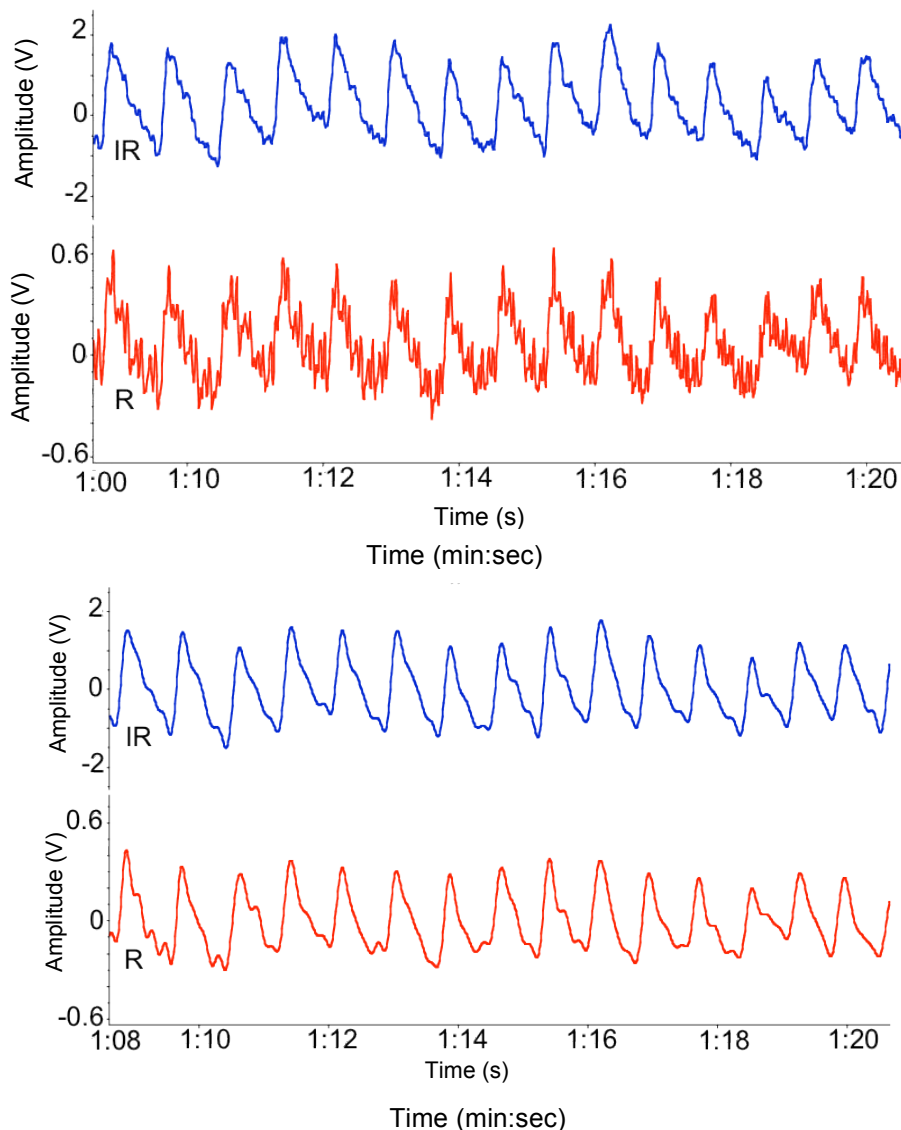 Amplitude (V)
2
0
-2
IR
Amplitude (V)
0.6
0
-0.6
R
1:00 1:10 1:12 1:14 1:16 1:18 1:20
Time (s)
Time (min:sec)
Amplitude (V)
2
0
-2
IR
Amplitude (V)
0.6
0
-0.6
R
1:08 1:10 1:12 1:14 1:16 1:18 1:20
Time (s)
Time (min:sec)